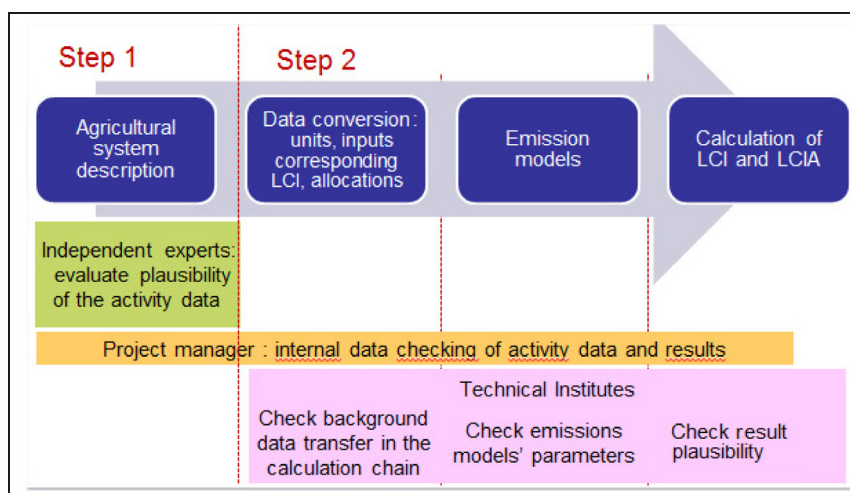 Step 1
Step 2
Agricultural
system
description
Data conversion:
units, inputs
corresponding
LCI, allocations
Emission
models
Calculation of
LCI and LCIA
Independent experts:
evaluate plausibility
of the activity data
Project manager : internal data checking of activity data and results
Technical Institutes
Check background
data transfer in the
calculation chain
Check emissions
models' parameters
Check result
plausibility